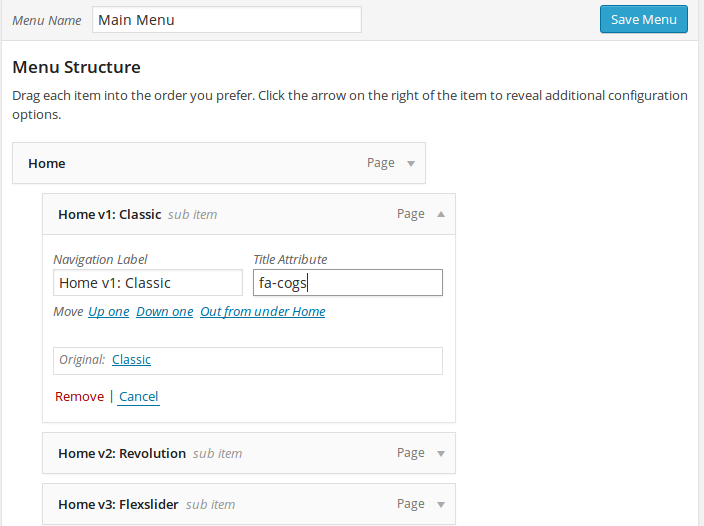 Menu Name Main Menu Save Menu
Menu Structure
Drag each item into the order you prefer. Click the arrow on the right of the item to reveal additional configuration
options.
Home Page
Home v1: Classic sub item Page
Navigation Label Title Attribute
Home v1: Classic fa-cogs
Move Up one Down one Out from under Home
Original: Classic
Remove | Cancel
Home v2: Revolution sub item Page
Home v3: Flexslider sub item Page